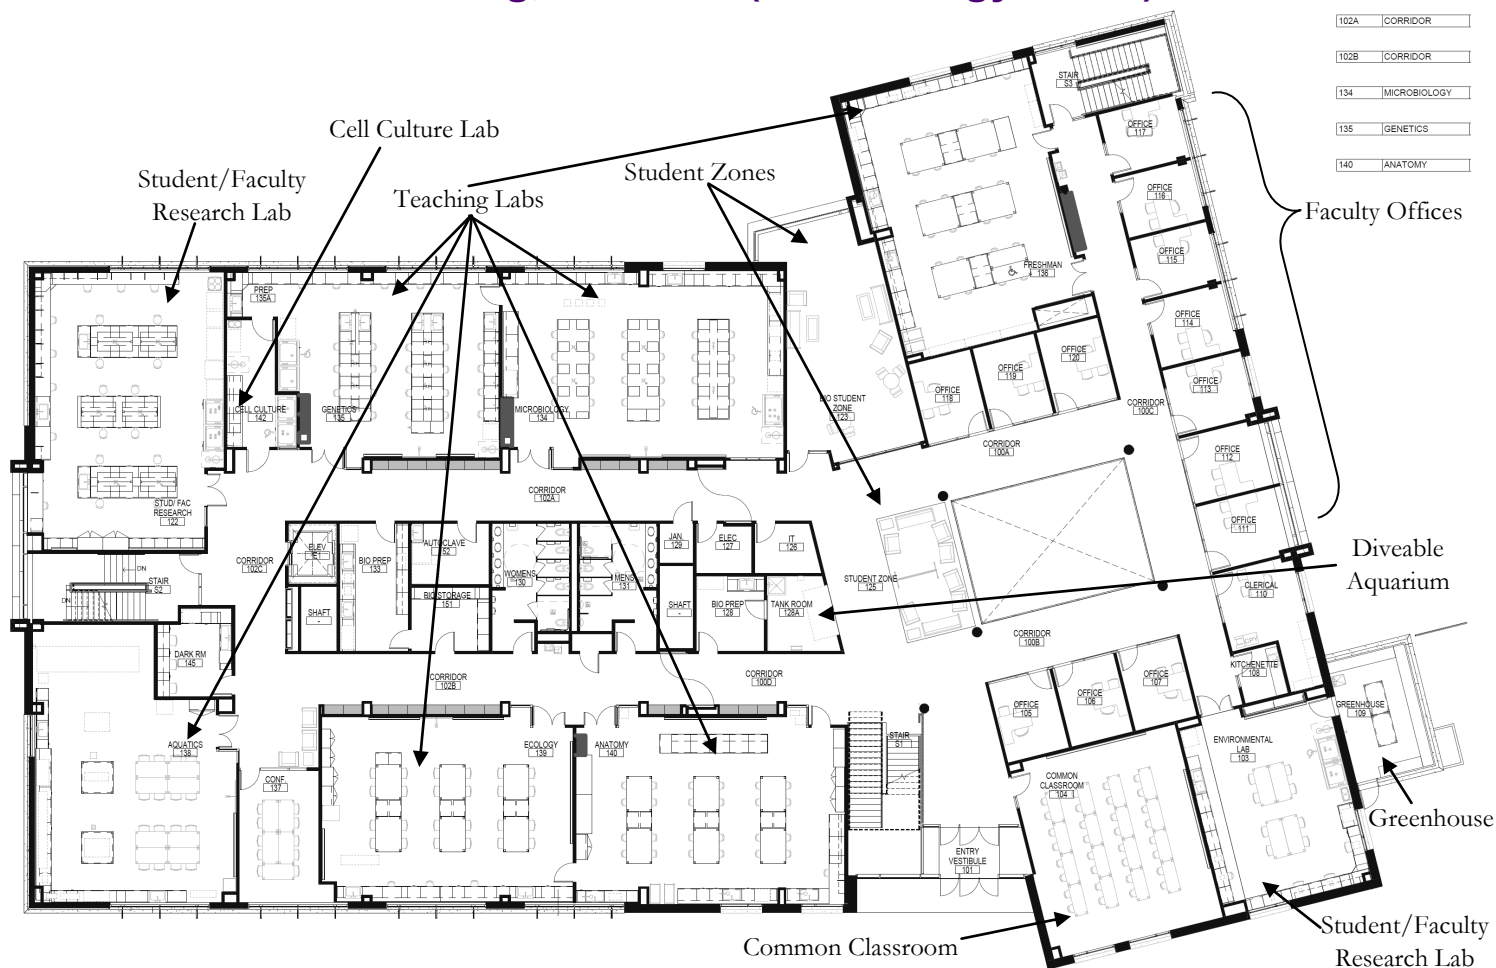 102A CORRIDOR
102B CORRIDOR
134 MICROBIOLOGY
135 GENETICS
140 ANATOMY
Cell Culture Lab
Student/Faculty
Research Lab
Teaching Labs
Student Zones
Faculty Offices
Diveable
Aquarium
Greenhouse
Student/Faculty
Research Lab
Common Classroom
STAIR
S3
OFFICE
117
OFFICE
116
OFFICE
115
OFFICE
114
OFFICE
113
OFFICE
112
OFFICE
111
FRESHMAN
136
OFFICE
120
OFFICE
119
OFFICE
118
CORRIDOR
100C
CORRIDOR
100A
BIO STUDENT
ZONE
123
PREP
135A
CELL CULTURE
142
GENETICS
135
MICROBIOLOGY
134
STUD/ FAC
RESEARCH
122
CORRIDOR
102A
CORRIDOR
102C
ELEV
BIO PREP
133
AUTOCLAVE
BIO STORAGE
151
WOMENS
130
MENS
131
JAN.
129
ELEC
127
IT
126
SHAFT
-
SHAFT
-
BIO PREP
128
TANK ROOM
128A
STUDENT ZONE
125
CLERICAL
110
DN
DN
STAIR
S2
DARK RM
145
CORRIDOR
102B
CORRIDOR
100D
CORRIDOR
100B
KITCHENETTE
108
OFFICE
107
OFFICE
106
OFFICE
105
GREENHOUSE
109
AQUATICS
138
CONF.
137
ECOLOGY
139
ANATOMY
140
STAIR
S1
ENVIRONMENTAL
LAB
103
COMMON
CLASSROOM
104
ENTRY
VESTIBULE
101